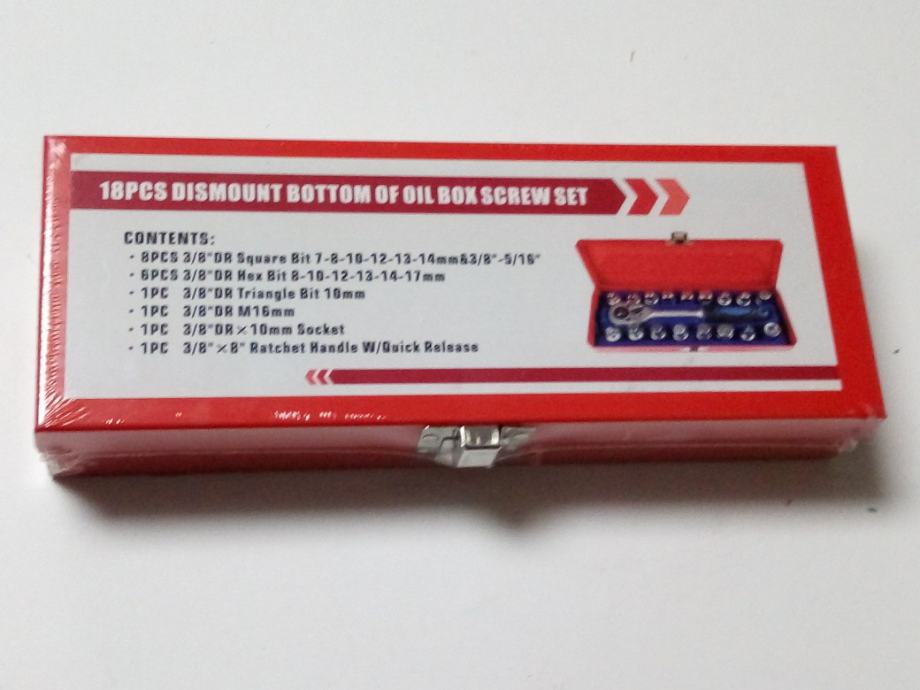 18PCS DISMOUNT BOTTOM OF OIL BOX SCREW SET
CONTENTS:
· 8PCS 3/8"DR Square Bit 7-8-10-12-13-14mm&3/8"-5/16"
· 6PCS 3/8"DR Hex Bit 8-10-12-13-14-17mm
· 1PC 3/8"DR Triangle Bit 10mm
· 1PC 3/8"DR M16mm
· 1PC 3/8"DR×10mm Socket
· 1PC 3/8"×8" Ratchet Handle W/Quick Release